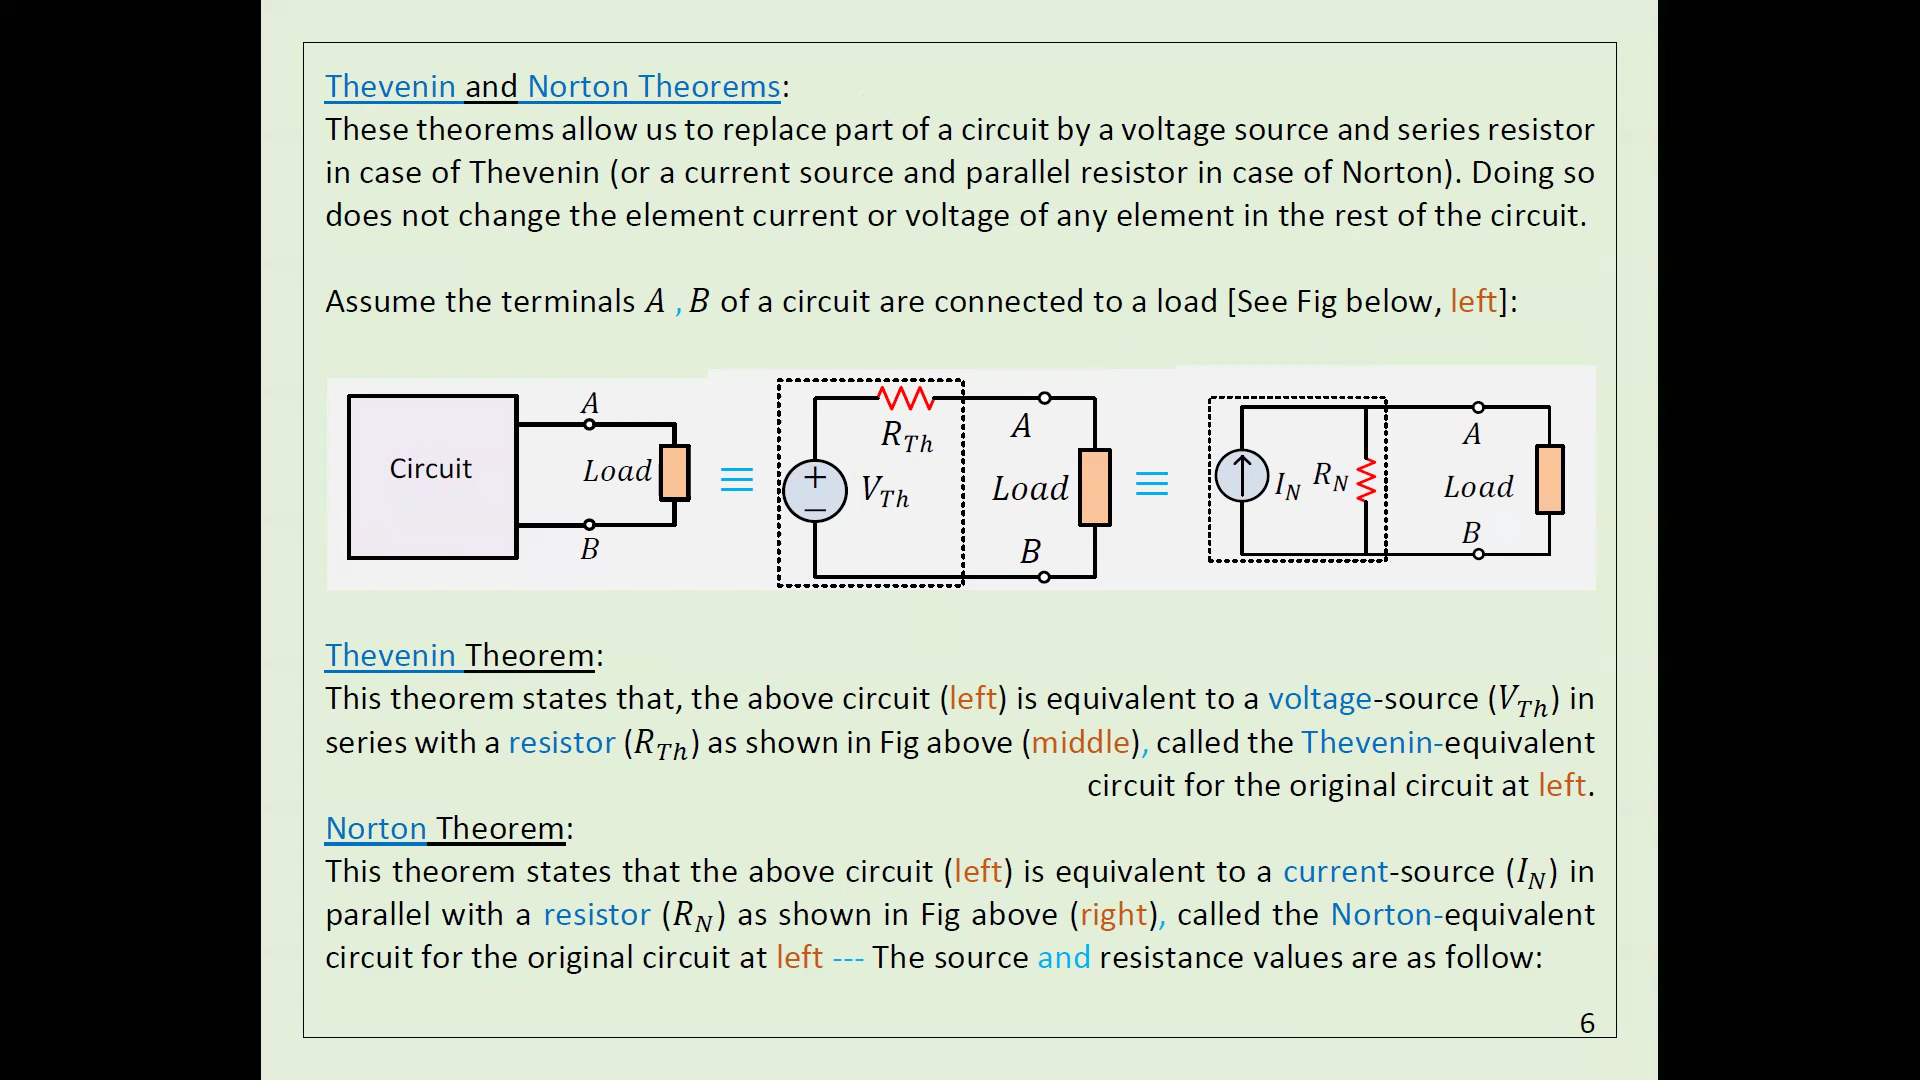 Thevenin and Norton Theorems:
These theorems allow us to replace part of a circuit by a voltage source and series resistor
in case of Thevenin (or a current source and parallel resistor in case of Norton). Doing so
does not change the element current or voltage of any element in the rest of the circuit.
Assume the terminals A , B of a circuit are connected to a load [See Fig below, left]:
Circuit
A
Load
B
≡
R_Th
+
−
V_Th
A
Load
B
≡
I_N
R_N
A
Load
B
Thevenin Theorem:
This theorem states that, the above circuit (left) is equivalent to a voltage-source (V_Th) in
series with a resistor (R_Th) as shown in Fig above (middle), called the Thevenin-equivalent
circuit for the original circuit at left.
Norton Theorem:
This theorem states that the above circuit (left) is equivalent to a current-source (I_N) in
parallel with a resistor (R_N) as shown in Fig above (right), called the Norton-equivalent
circuit for the original circuit at left --- The source and resistance values are as follow:
6